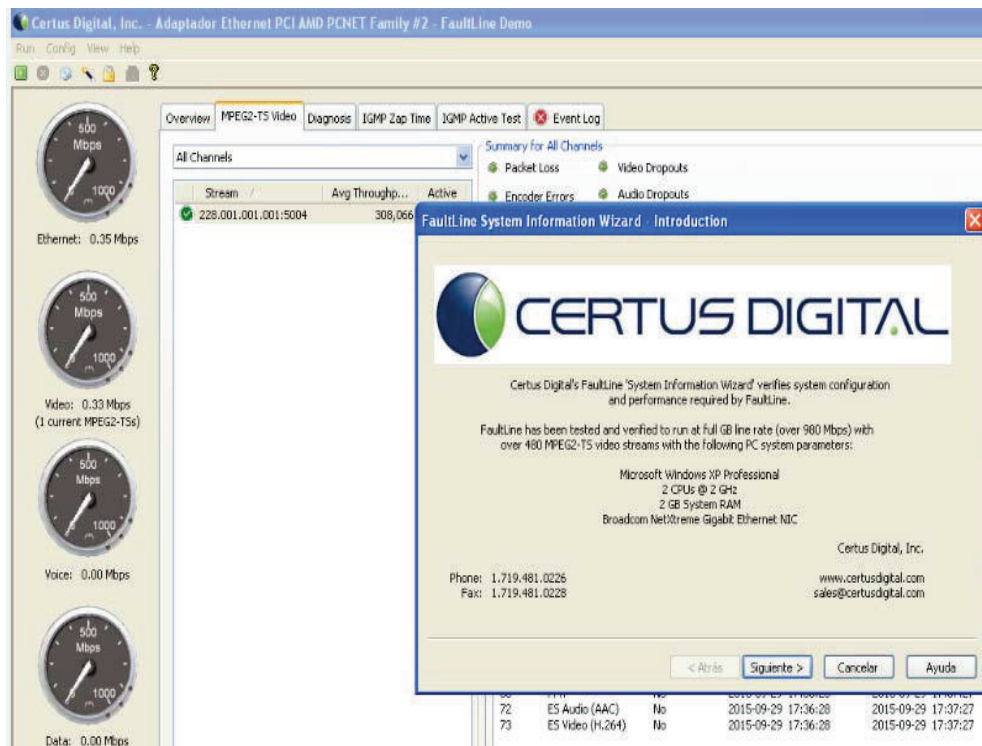 Certus Digital, Inc. - Adaptador Ethernet PCI AMD PCNET Family #2 - FaultLine Demo
Run Config View Help
500
Mbps
1000
Ethernet: 0.35 Mbps
500
Mbps
1000
Video: 0.33 Mbps
(1 current MPEG2-TSs)
500
Mbps
1000
Voice: 0.00 Mbps
500
Mbps
1000
Data: 0.00 Mbps
Overview MPEG2-TS Video Diagnosis IGMP Zap Time IGMP Active Test Event Log
All Channels
Stream / Avg Throughp... Active
228.001.001.001:5004 308,066
Summary for All Channels
Packet Loss Video Dropouts
Encoder Errors Audio Dropouts
FaultLine System Information Wizard - Introduction
CERTUS DIGITAL
Certus Digital's FaultLine 'System Information Wizard' verifies system configuration
and performance required by FaultLine.
FaultLine has been tested and verified to run at full GB line rate (over 980 Mbps) with
over 480 MPEG2-TS video streams with the following PC system parameters:
Microsoft Windows XP Professional
2 CPUs @ 2 GHz
2 GB System RAM
Broadcom NetXtreme Gigabit Ethernet NIC
Certus Digital, Inc.
Phone: 1.719.481.0226 www.certusdigital.com
Fax: 1.719.481.0228 sales@certusdigital.com
< Atrás Siguiente > Cancelar Ayuda
72 ES Audio (AAC) No 2015-09-29 17:36:28 2015-09-29 17:37:27
73 ES Video (H.264) No 2015-09-29 17:36:28 2015-09-29 17:37:27